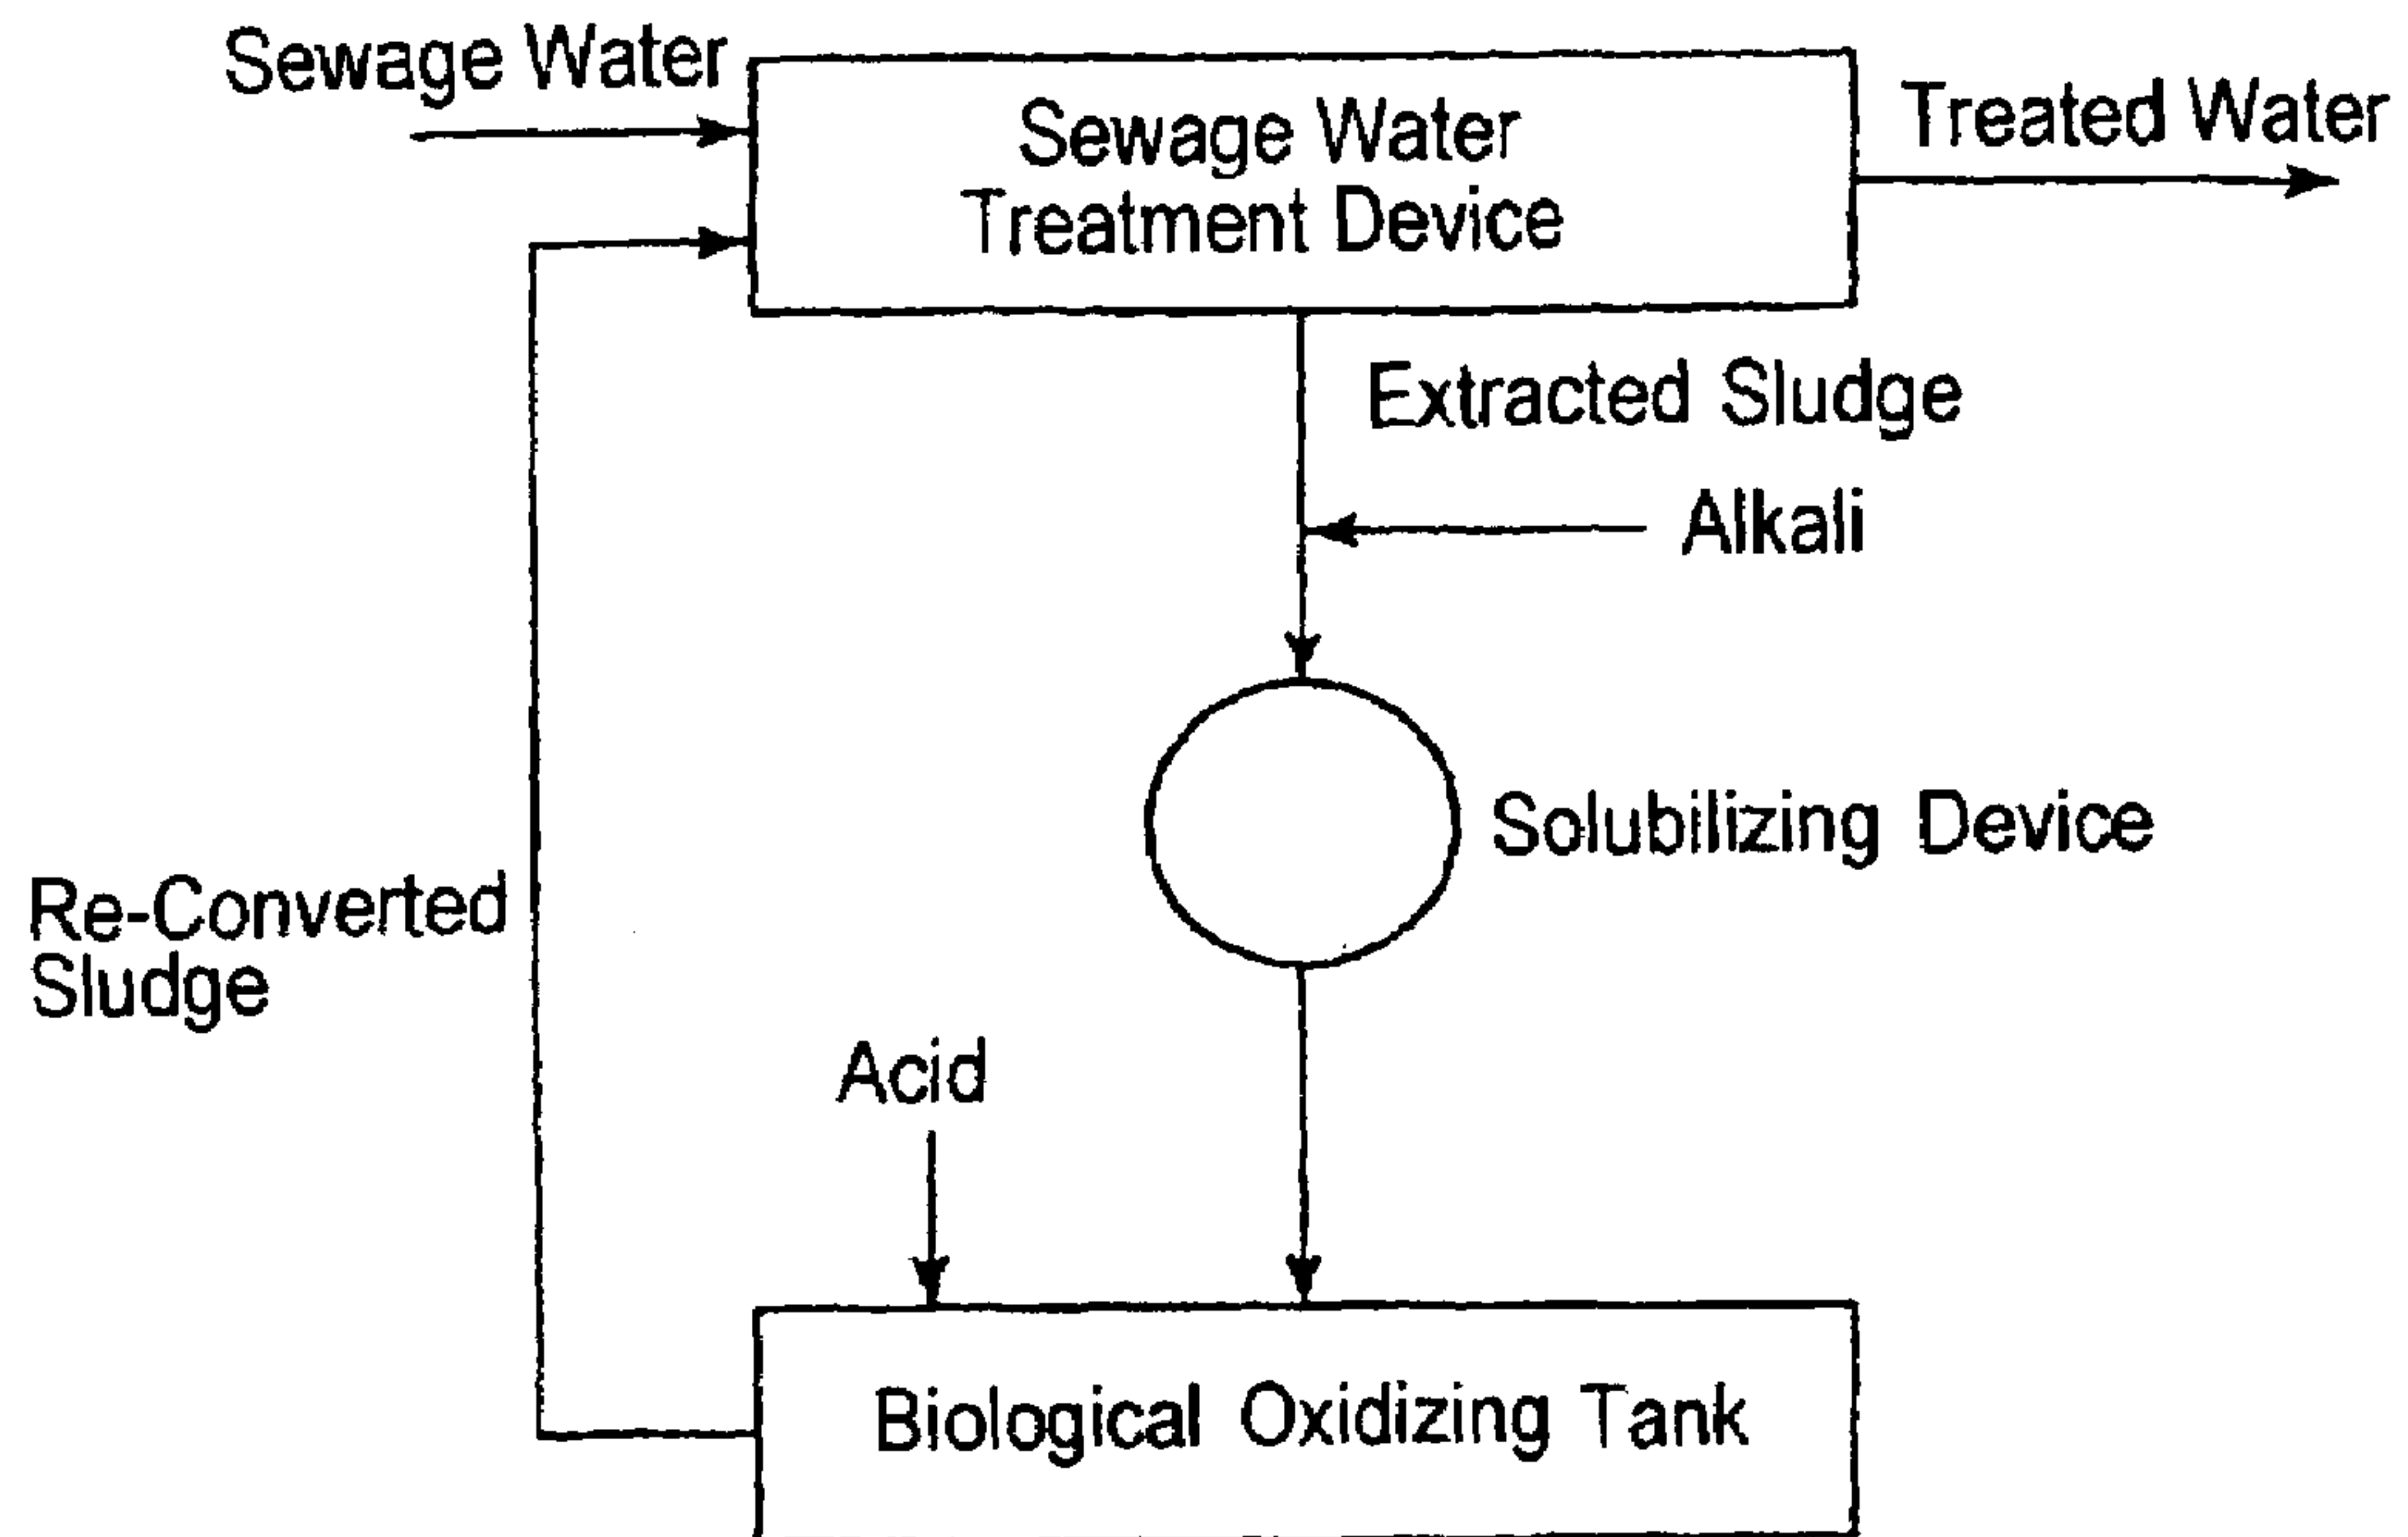 Sewage Water
Sewage Water
Treatment Device
Treated Water
Extracted Sludge
Alkali
Solubilizing Device
Re-Converted
Sludge
Acid
Biological Oxidizing Tank